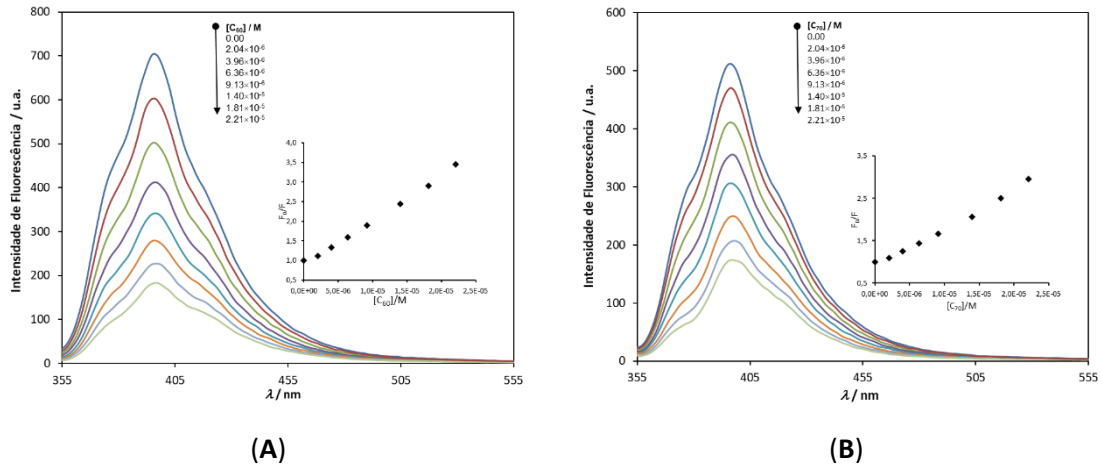 800
700
600
500
400
300
200
100
0
Intensidade de Fluorescência / u.a.
[C₆₀] / M
0.00
2.04×10⁻⁶
3.96×10⁻⁶
6.36×10⁻⁶
9.13×10⁻⁶
1.40×10⁻⁵
1.81×10⁻⁵
2.21×10⁻⁵
4,0
3,5
3,0
2,5
2,0
1,5
1,0
0,5
F₀/F
0,0E+00 5,0E-06 1,0E-05 1,5E-05 2,0E-05 2,5E-05
[C₆₀]/M
355 405 455 505 555
λ / nm
(A)
600
500
400
300
200
100
0
Intensidade de Fluorescência / u.a.
[C₇₀] / M
0.00
2.04×10⁻⁶
3.96×10⁻⁶
6.36×10⁻⁶
9.13×10⁻⁶
1.40×10⁻⁵
1.81×10⁻⁵
2.21×10⁻⁵
3,5
2,5
1,5
0,5
F₀/F
0,0E+00 5,0E-06 1,0E-05 1,5E-05 2,0E-05 2,5E-05
[C₇₀]/M
355 405 455 505 555
λ / nm
(B)